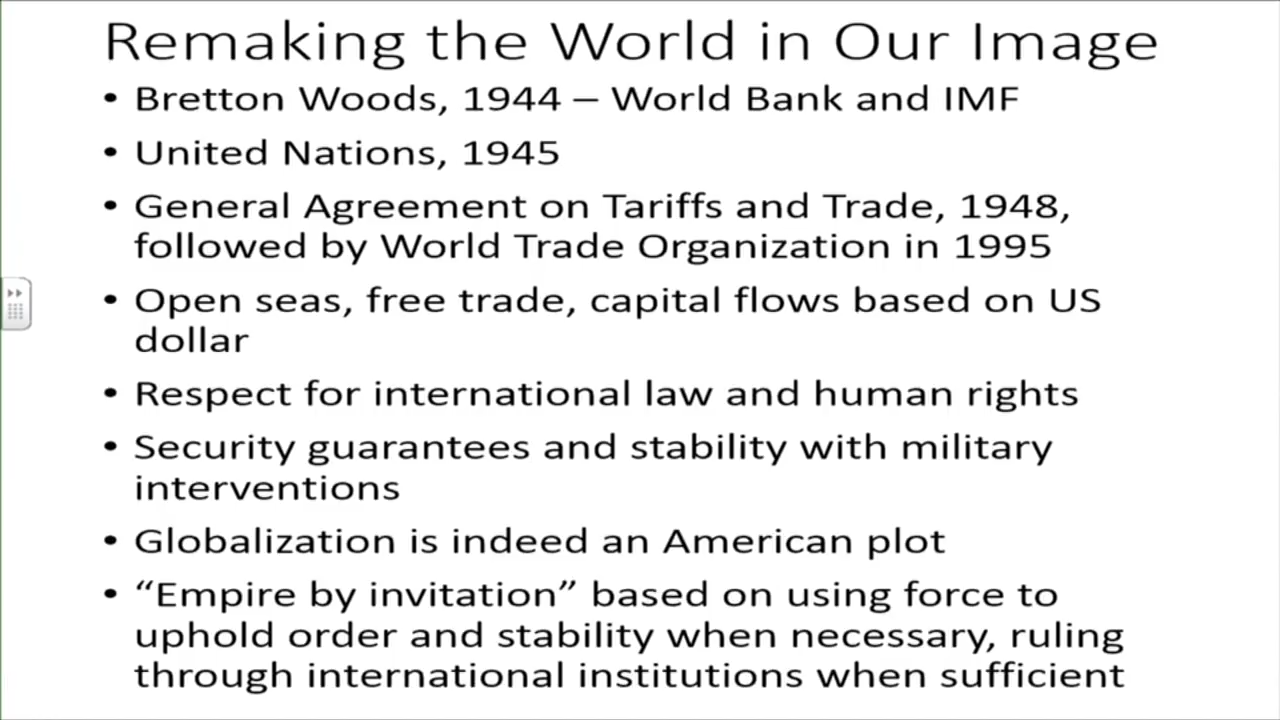 Remaking the World in Our Image
• Bretton Woods, 1944 – World Bank and IMF
• United Nations, 1945
• General Agreement on Tariffs and Trade, 1948,
followed by World Trade Organization in 1995
• Open seas, free trade, capital flows based on US
dollar
• Respect for international law and human rights
• Security guarantees and stability with military
interventions
• Globalization is indeed an American plot
• “Empire by invitation” based on using force to
uphold order and stability when necessary, ruling
through international institutions when sufficient